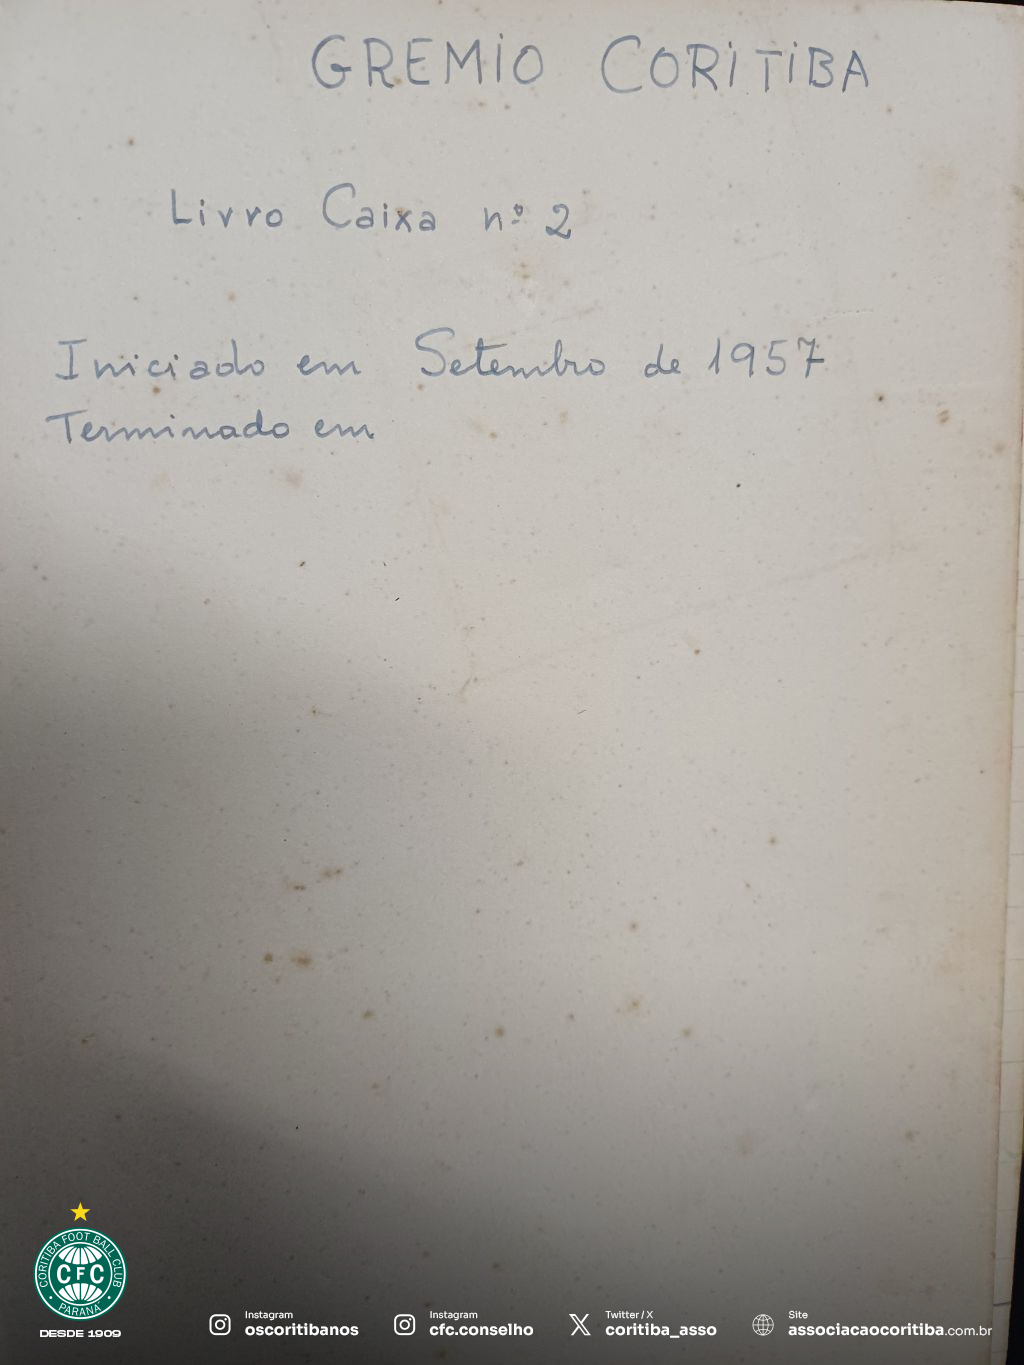 GREMIO CORITIBA
Livro Caixa nº 2
Iniciado em Setembro de 1957
Terminado em
CORITIBA FOOT BALL CLUB
CFC
PARANÁ
DESDE 1909
Instagram
oscoritibanos
Instagram
cfc.conselho
Twitter / X
coritiba_asso
Site
associacaocoritiba.com.br